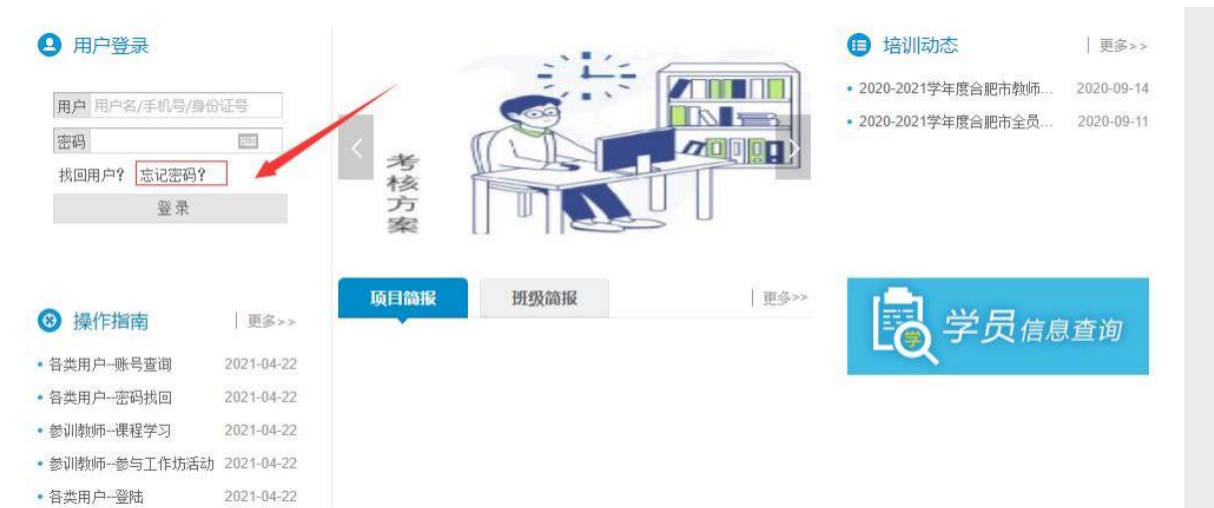 用户登录
用户 用户名/手机号/身份证号
密码
找回用户? 忘记密码?
登录
操作指南 更多>>
各类用户--账号查询 2021-04-22
各类用户--密码找回 2021-04-22
参训教师--课程学习 2021-04-22
参训教师--参与工作坊活动 2021-04-22
各类用户--登陆 2021-04-22
考核方案
项目简报 班级简报 更多>>
培训动态 更多>>
2020-2021学年度合肥市教师... 2020-09-14
2020-2021学年度合肥市全员... 2020-09-11
学
学员信息查询